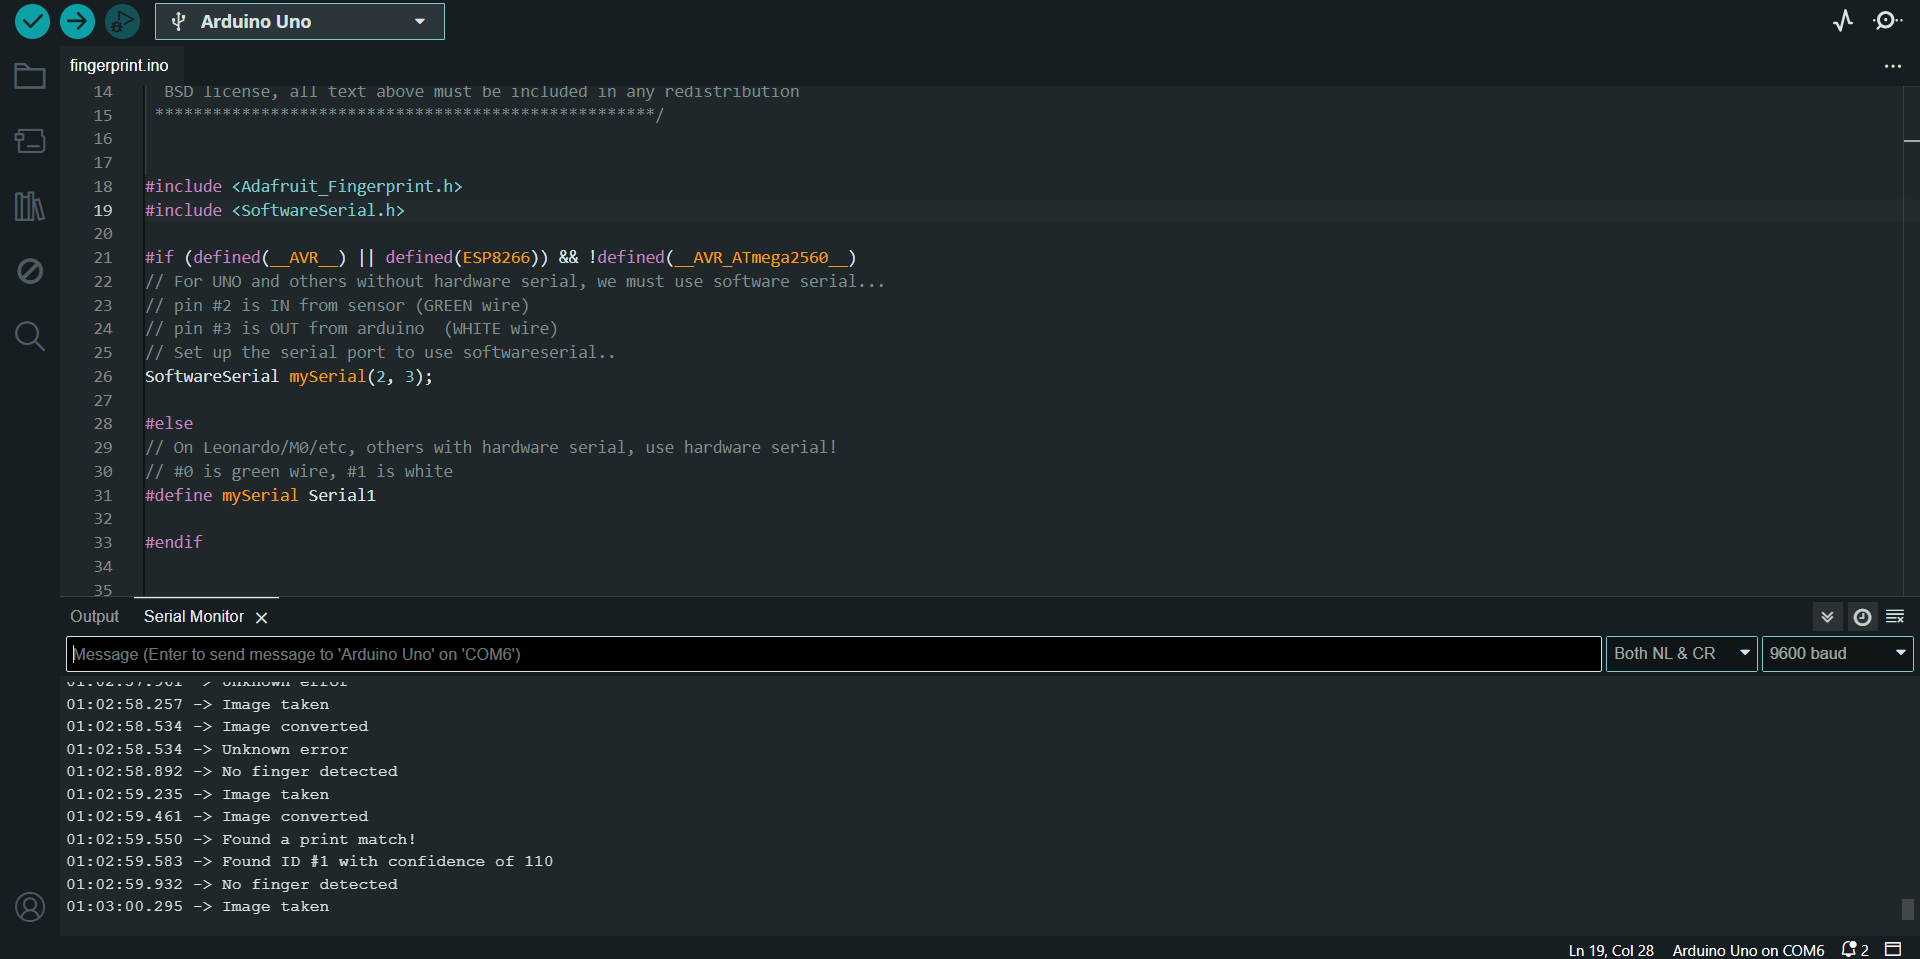 Arduino Uno
fingerprint.ino
14 BSD license, all text above must be included in any redistribution
15 ****************************************************/
16
17
18 #include <Adafruit_Fingerprint.h>
19 #include <SoftwareSerial.h>
20
21 #if (defined(__AVR__) || defined(ESP8266)) && !defined(__AVR_ATmega2560__)
22 // For UNO and others without hardware serial, we must use software serial...
23 // pin #2 is IN from sensor (GREEN wire)
24 // pin #3 is OUT from arduino  (WHITE wire)
25 // Set up the serial port to use softwareserial..
26 SoftwareSerial mySerial(2, 3);
27
28 #else
29 // On Leonardo/M0/etc, others with hardware serial, use hardware serial!
30 // #0 is green wire, #1 is white
31 #define mySerial Serial1
32
33 #endif
34
35
Output Serial Monitor
Message (Enter to send message to 'Arduino Uno' on 'COM6')
Both NL & CR
9600 baud
01:02:57.961 -> Unknown error
01:02:58.257 -> Image taken
01:02:58.534 -> Image converted
01:02:58.534 -> Unknown error
01:02:58.892 -> No finger detected
01:02:59.235 -> Image taken
01:02:59.461 -> Image converted
01:02:59.550 -> Found a print match!
01:02:59.583 -> Found ID #1 with confidence of 110
01:02:59.932 -> No finger detected
01:03:00.295 -> Image taken
Ln 19, Col 28 Arduino Uno on COM6 2